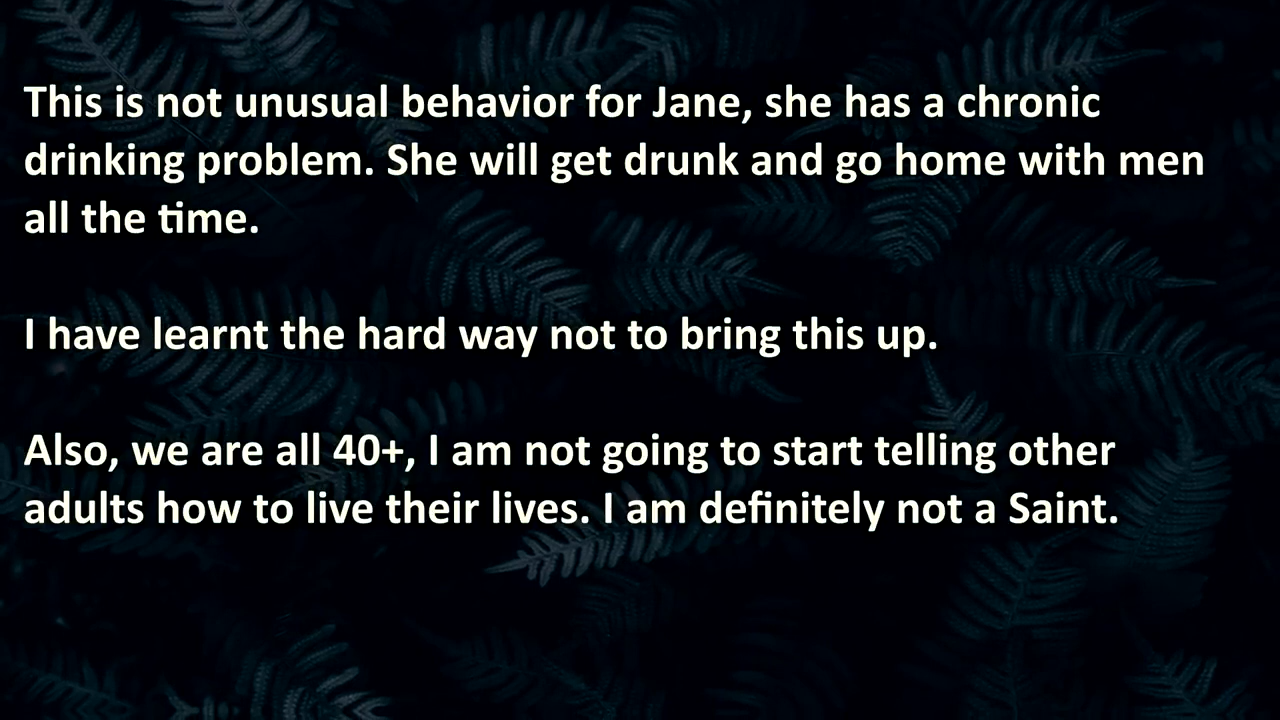 This is not unusual behavior for Jane, she has a chronic
drinking problem. She will get drunk and go home with men
all the time.
I have learnt the hard way not to bring this up.
Also, we are all 40+, I am not going to start telling other
adults how to live their lives. I am definitely not a Saint.